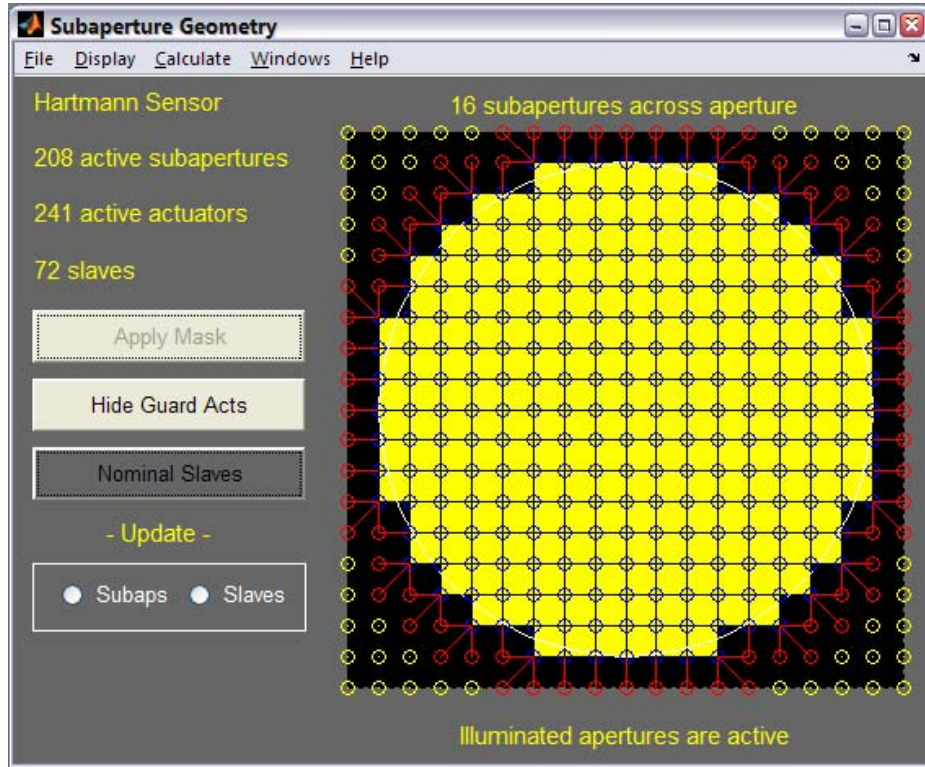 Subaperture Geometry
File Display Calculate Windows Help
Hartmann Sensor
16 subapertures across aperture
208 active subapertures
241 active actuators
72 slaves
Apply Mask
Hide Guard Acts
Nominal Slaves
- Update -
Subaps Slaves
Illuminated apertures are active